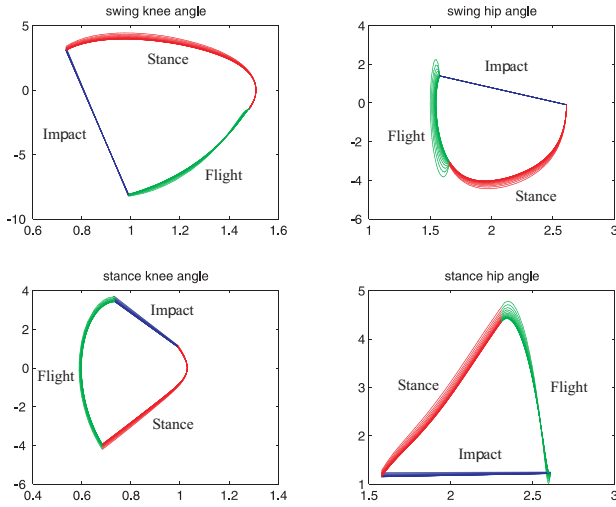 swing knee angle
5
0
-5
-10
0.6 0.8 1 1.2 1.4 1.6
Stance
Impact
Flight
swing hip angle
4
2
0
-2
-4
-6
1 1.5 2 2.5 3
Impact
Flight
Stance
stance knee angle
4
2
0
-2
-4
-6
0.4 0.6 0.8 1 1.2 1.4
Impact
Flight
Stance
stance hip angle
5
4
3
2
1
1.5 2 2.5 3
Stance
Flight
Impact